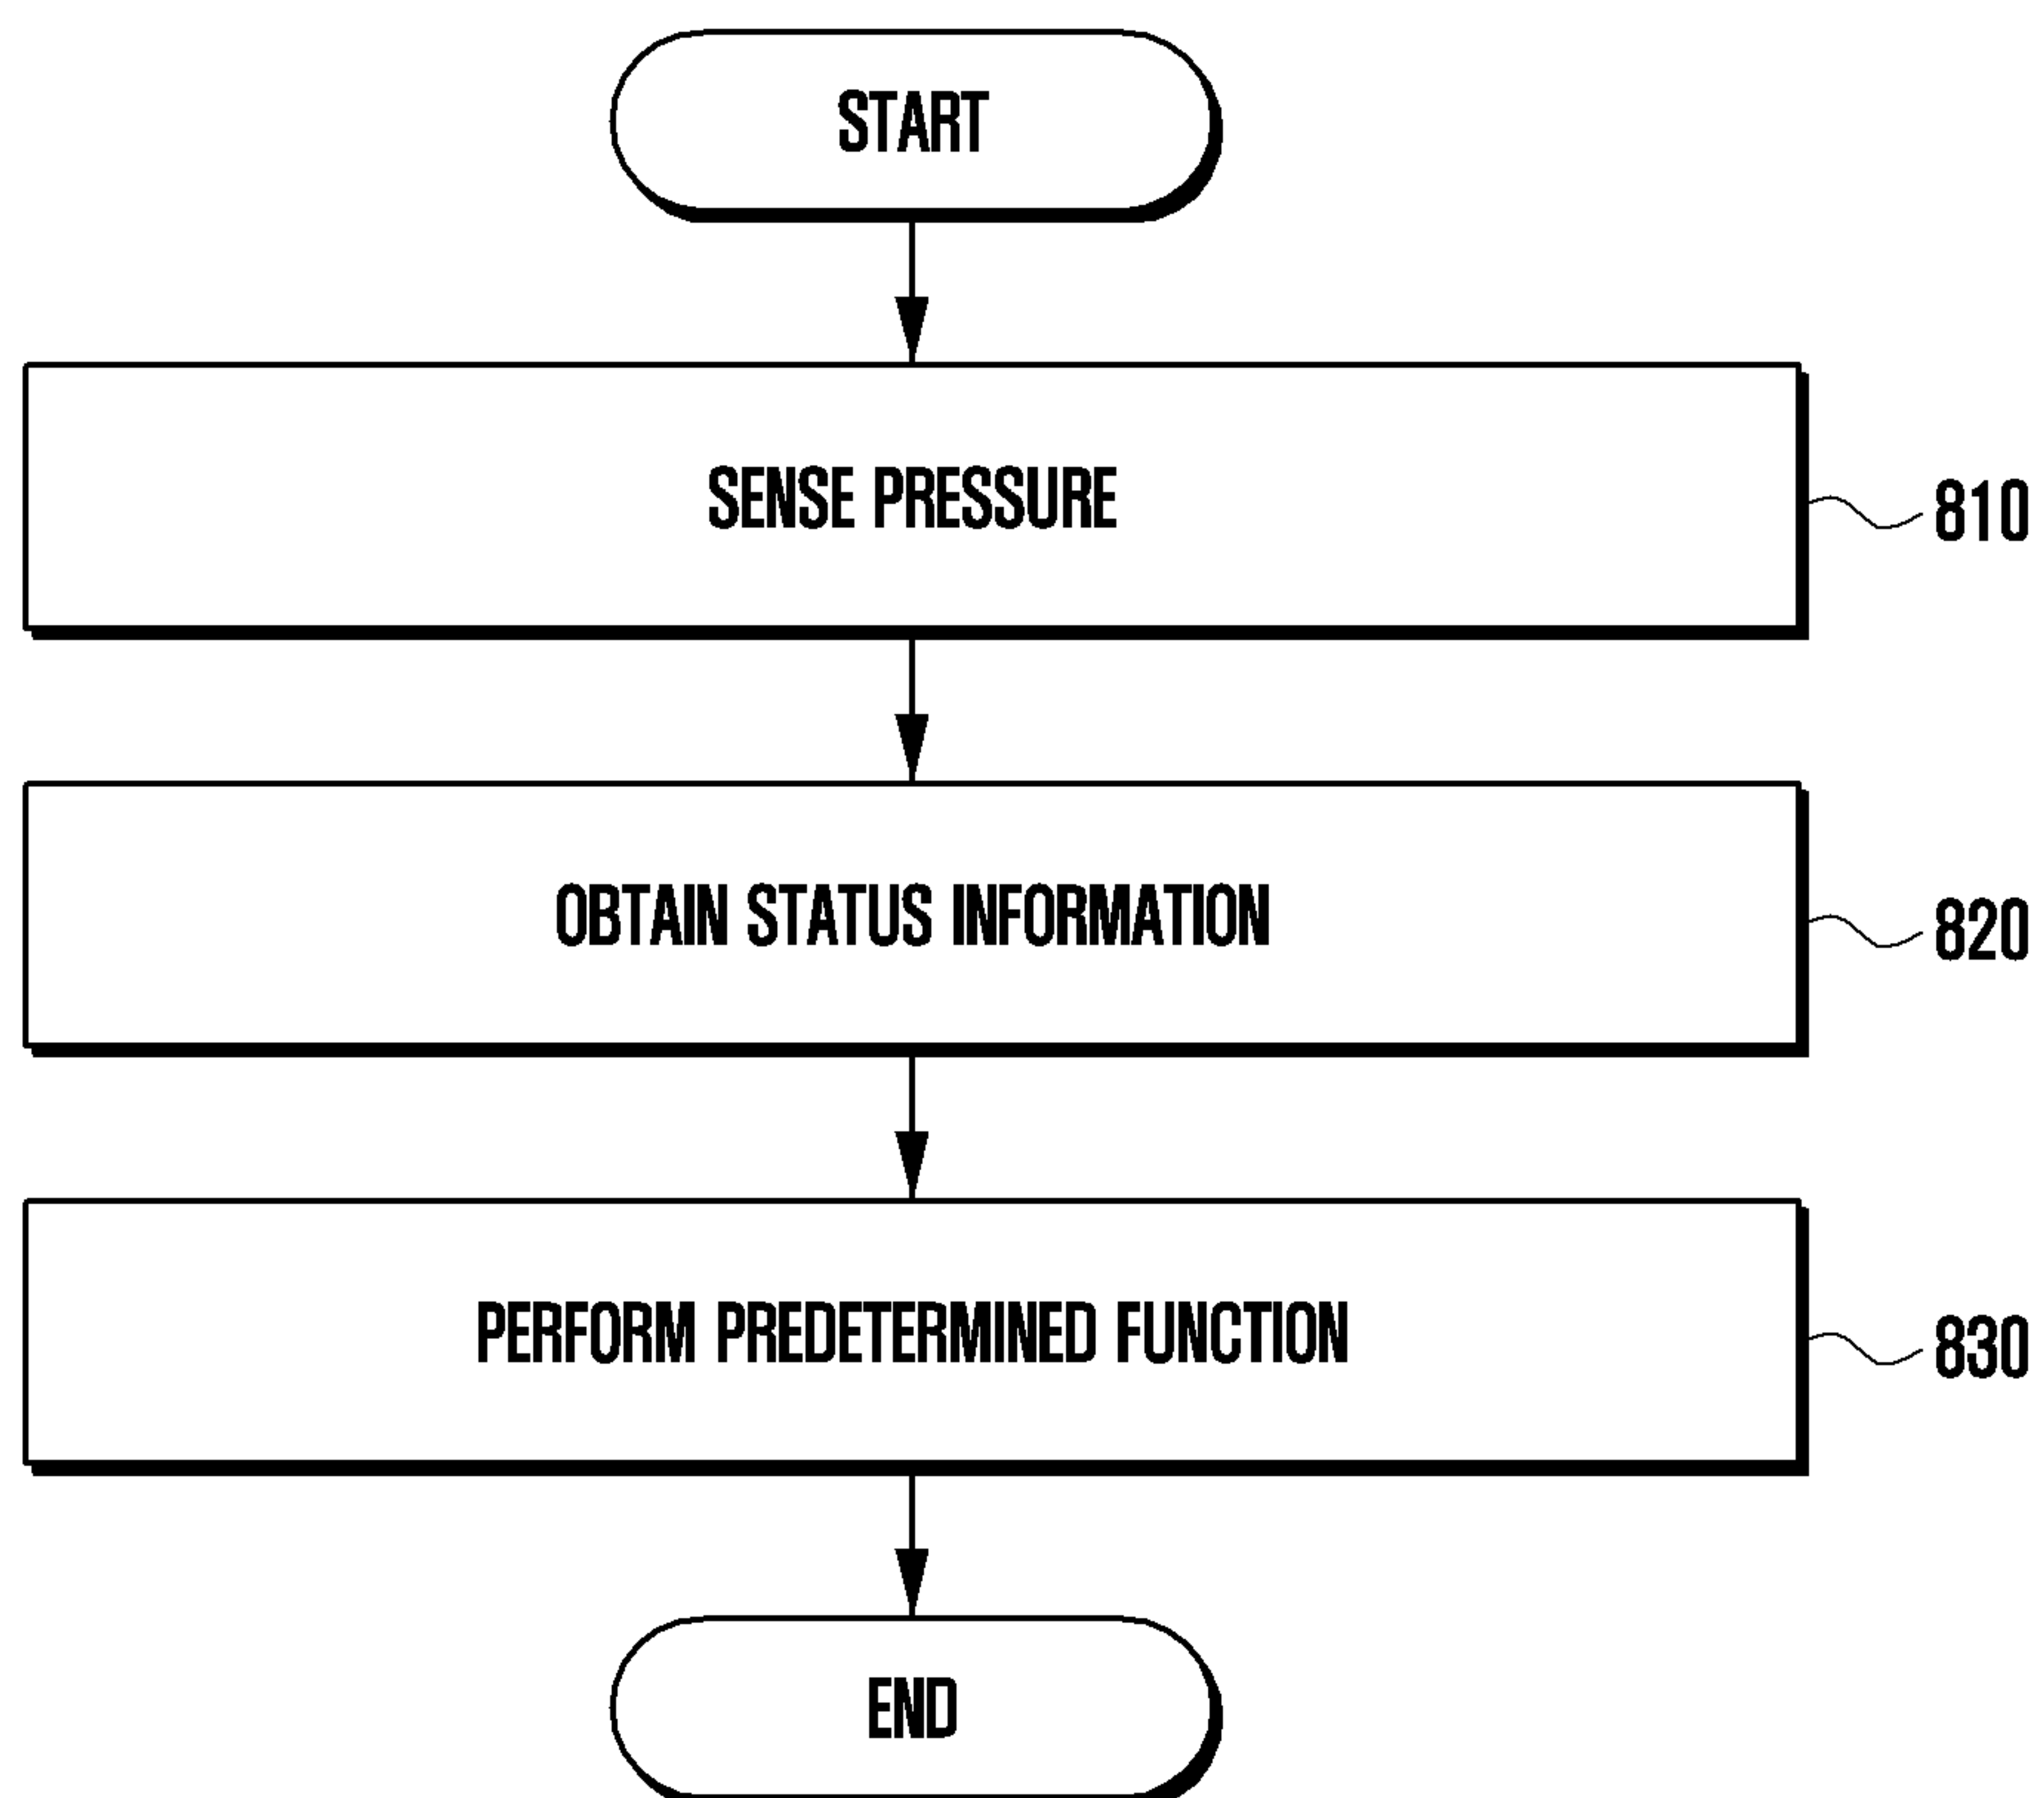 START
SENSE PRESSURE
810
OBTAIN STATUS INFORMATION
820
PERFORM PREDETERMINED FUNCTION
830
END